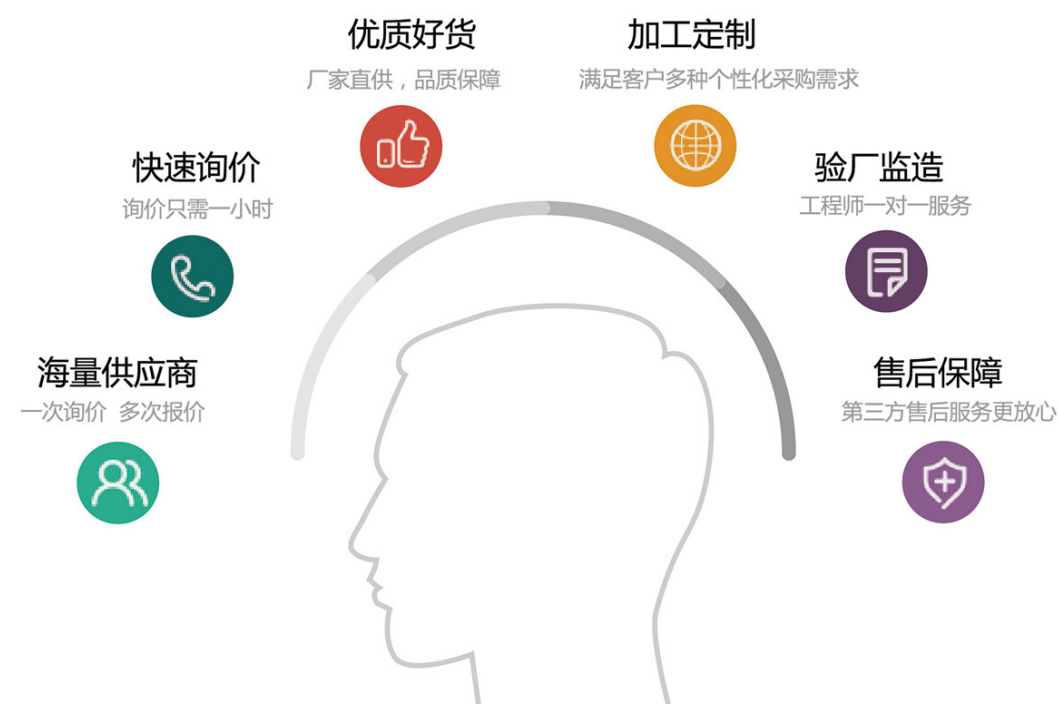 优质好货
厂家直供，品质保障
加工定制
满足客户多种个性化采购需求
快速询价
询价只需一小时
验厂监造
工程师一对一服务
海量供应商
一次询价 多次报价
售后保障
第三方售后服务更放心